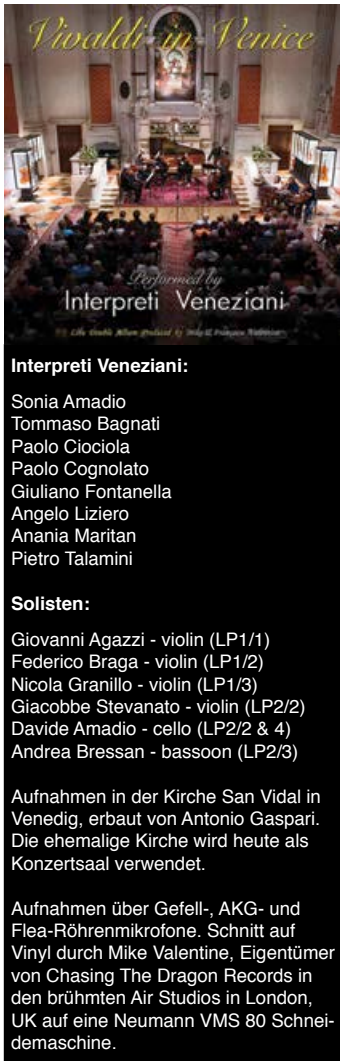 Vivaldi in Venice
Performed by
Interpreti Veneziani
Double Album Produced by
Interpreti Veneziani:
Sonia Amadio
Tommaso Bagnati
Paolo Ciociola
Paolo Cognolato
Giuliano Fontanella
Angelo Liziero
Anania Maritan
Pietro Talamini
Solisten:
Giovanni Agazzi - violin (LP1/1)
Federico Braga - violin (LP1/2)
Nicola Granillo - violin (LP1/3)
Giacobbe Stevanato - violin (LP2/2)
Davide Amadio - cello (LP2/2 & 4)
Andrea Bressan - bassoon (LP2/3)
Aufnahmen in der Kirche San Vidal in
Venedig, erbaut von Antonio Gaspari.
Die ehemalige Kirche wird heute als
Konzertsaal verwendet.
Aufnahmen über Gefell-, AKG- und
Flea-Röhrenmikrofone. Schnitt auf
Vinyl durch Mike Valentine, Eigentümer
von Chasing The Dragon Records in
den brühmten Air Studios in London,
UK auf eine Neumann VMS 80 Schnei-
demaschine.